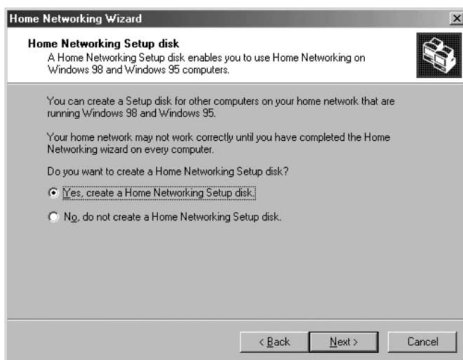 Home Networking Wizard
Home Networking Setup disk
A Home Networking Setup disk enables you to use Home Networking on
Windows 98 and Windows 95 computers.
You can create a Setup disk for other computers on your home network that are
running Windows 98 and Windows 95.
Your home network may not work correctly until you have completed the Home
Networking wizard on every computer.
Do you want to create a Home Networking Setup disk?
Yes, create a Home Networking Setup disk.
No, do not create a Home Networking Setup disk.
< Back Next > Cancel